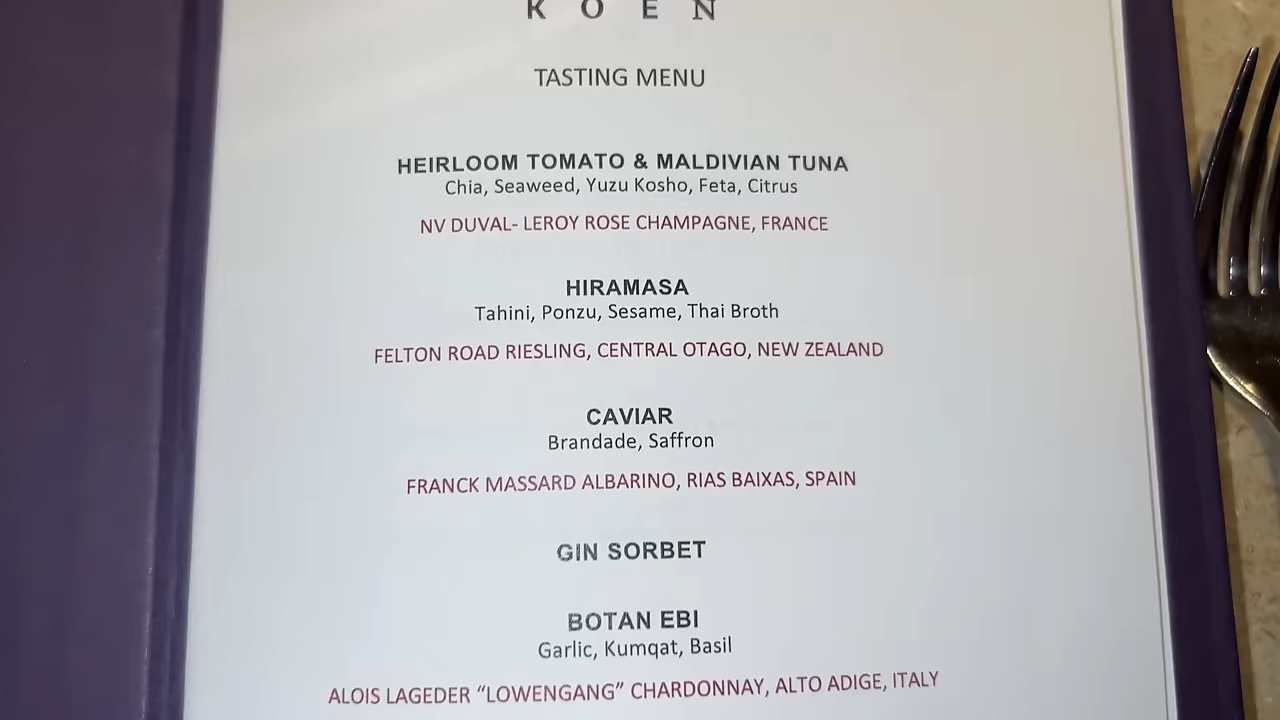 K O E N
TASTING MENU
HEIRLOOM TOMATO & MALDIVIAN TUNA
Chia, Seaweed, Yuzu Kosho, Feta, Citrus
NV DUVAL- LEROY ROSE CHAMPAGNE, FRANCE
HIRAMASA
Tahini, Ponzu, Sesame, Thai Broth
FELTON ROAD RIESLING, CENTRAL OTAGO, NEW ZEALAND
CAVIAR
Brandade, Saffron
FRANCK MASSARD ALBARINO, RIAS BAIXAS, SPAIN
GIN SORBET
BOTAN EBI
Garlic, Kumqat, Basil
ALOIS LAGEDER “LOWENGANG” CHARDONNAY, ALTO ADIGE, ITALY